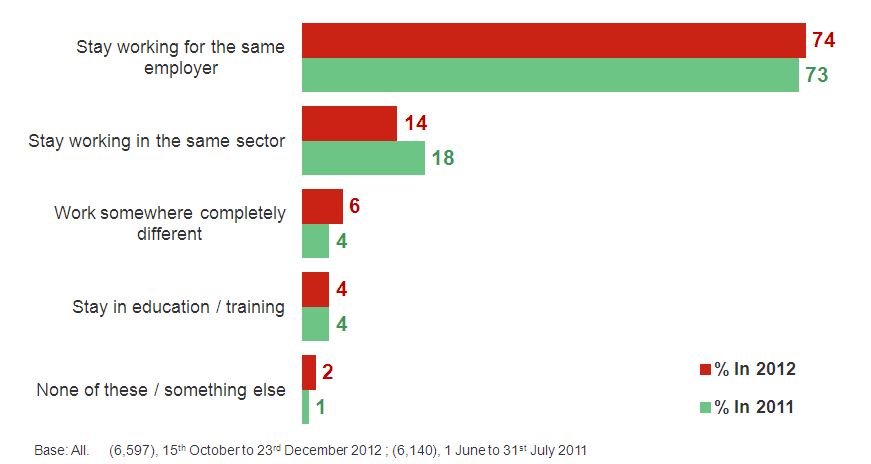 Stay working for the same
employer
74
73
Stay working in the same sector
14
18
Work somewhere completely
different
6
4
Stay in education / training
4
4
None of these / something else
2
1
% In 2012
% In 2011
Base: All. (6,597), 15th October to 23rd December 2012 ; (6,140), 1 June to 31st July 2011